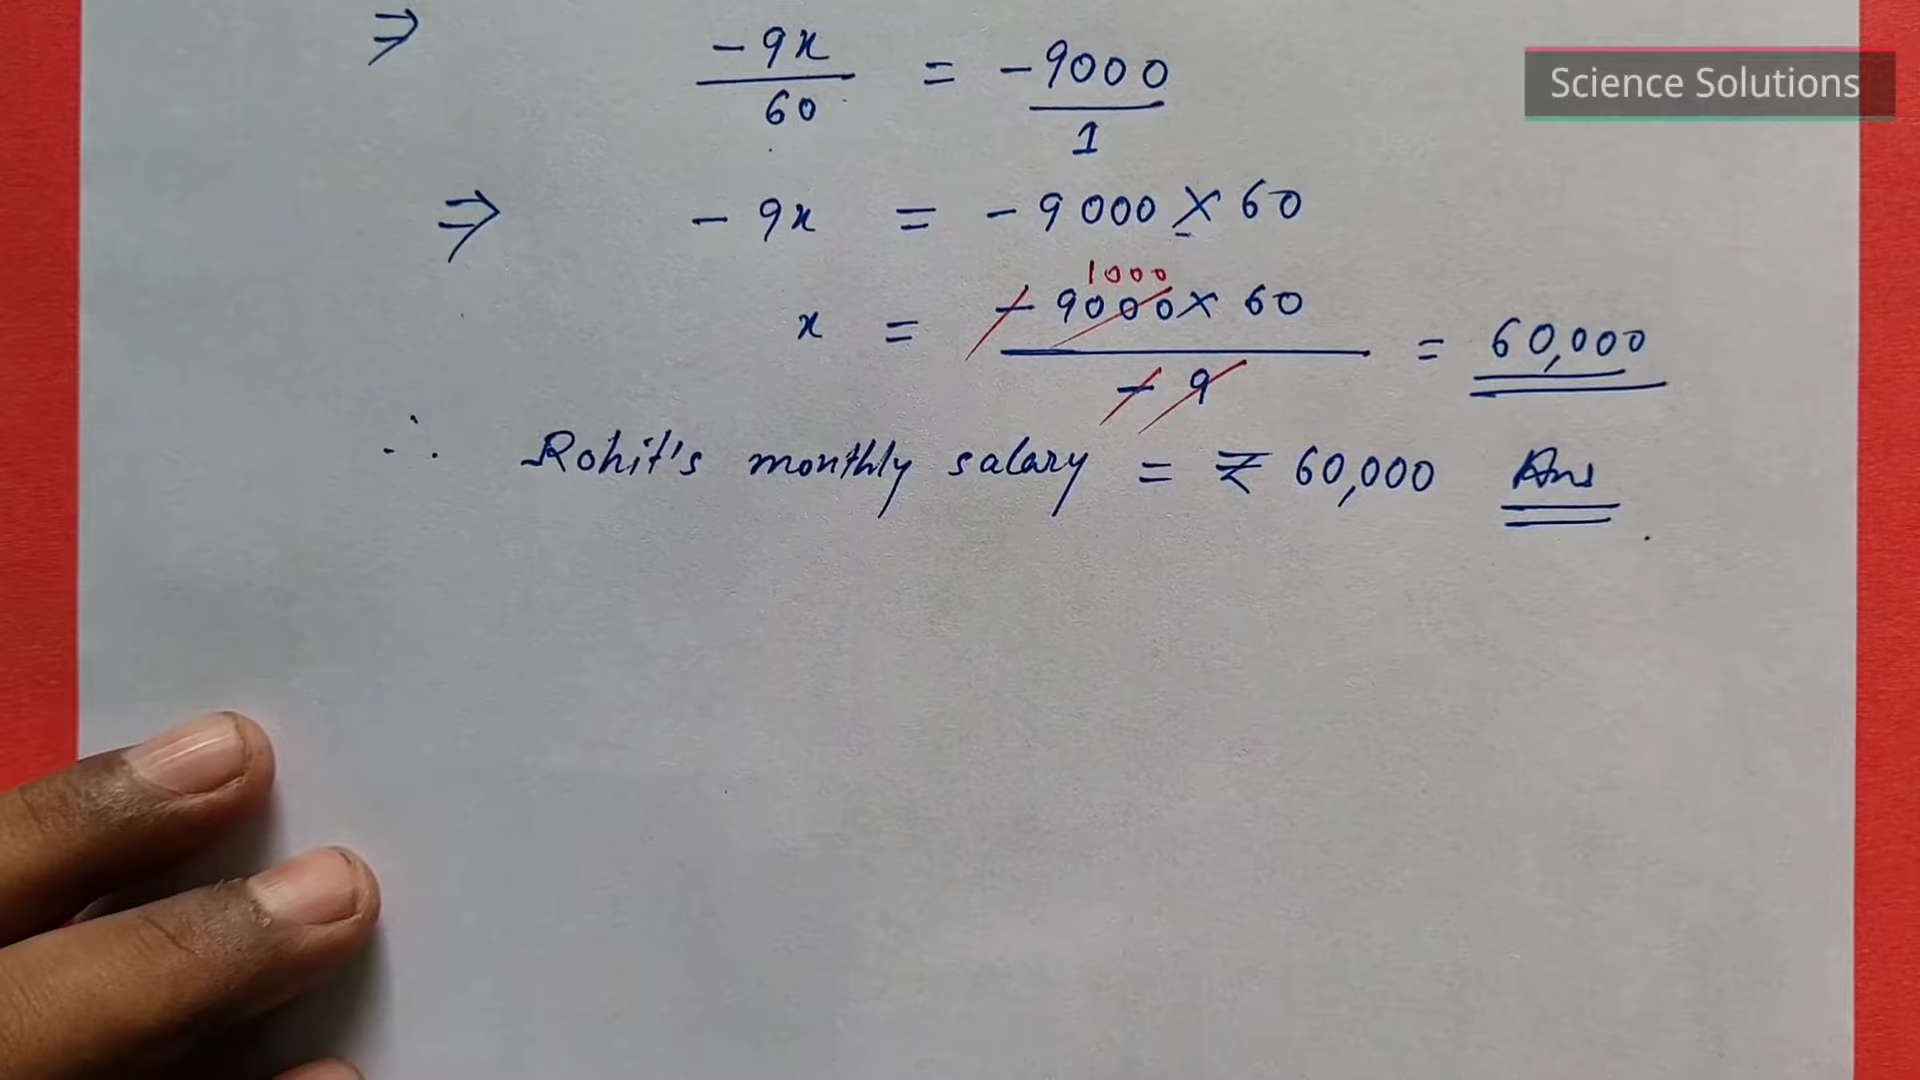 Science Solutions
⇒ -9x/60 = -9000/1
⇒ -9x = -9000 × 60
1000
x = -9000 × 60 / -9 = 60,000
∴ Rohit's monthly salary = ₹ 60,000 Ans